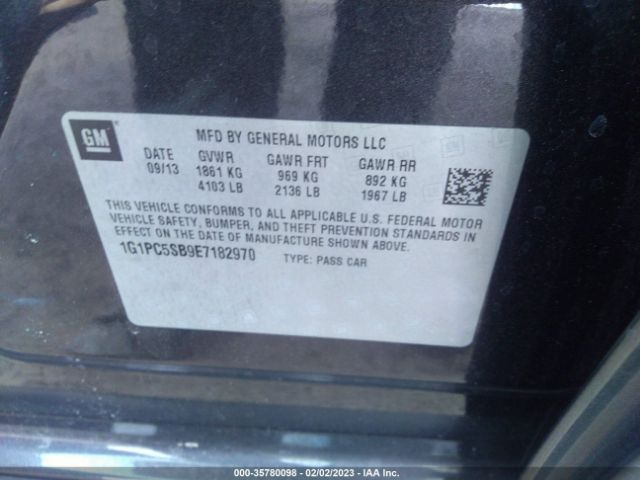 GM
MFD BY GENERAL MOTORS LLC
DATE GVWR GAWR FRT GAWR RR
09/13 1861 KG 969 KG 892 KG
4103 LB 2136 LB 1967 LB
THIS VEHICLE CONFORMS TO ALL APPLICABLE U.S. FEDERAL MOTOR
VEHICLE SAFETY, BUMPER, AND THEFT PREVENTION STANDARDS IN
EFFECT ON THE DATE OF MANUFACTURE SHOWN ABOVE.
1G1PC5SB9E7182970 TYPE: PASS CAR
000-35780098 - 02/02/2023 - IAA Inc.